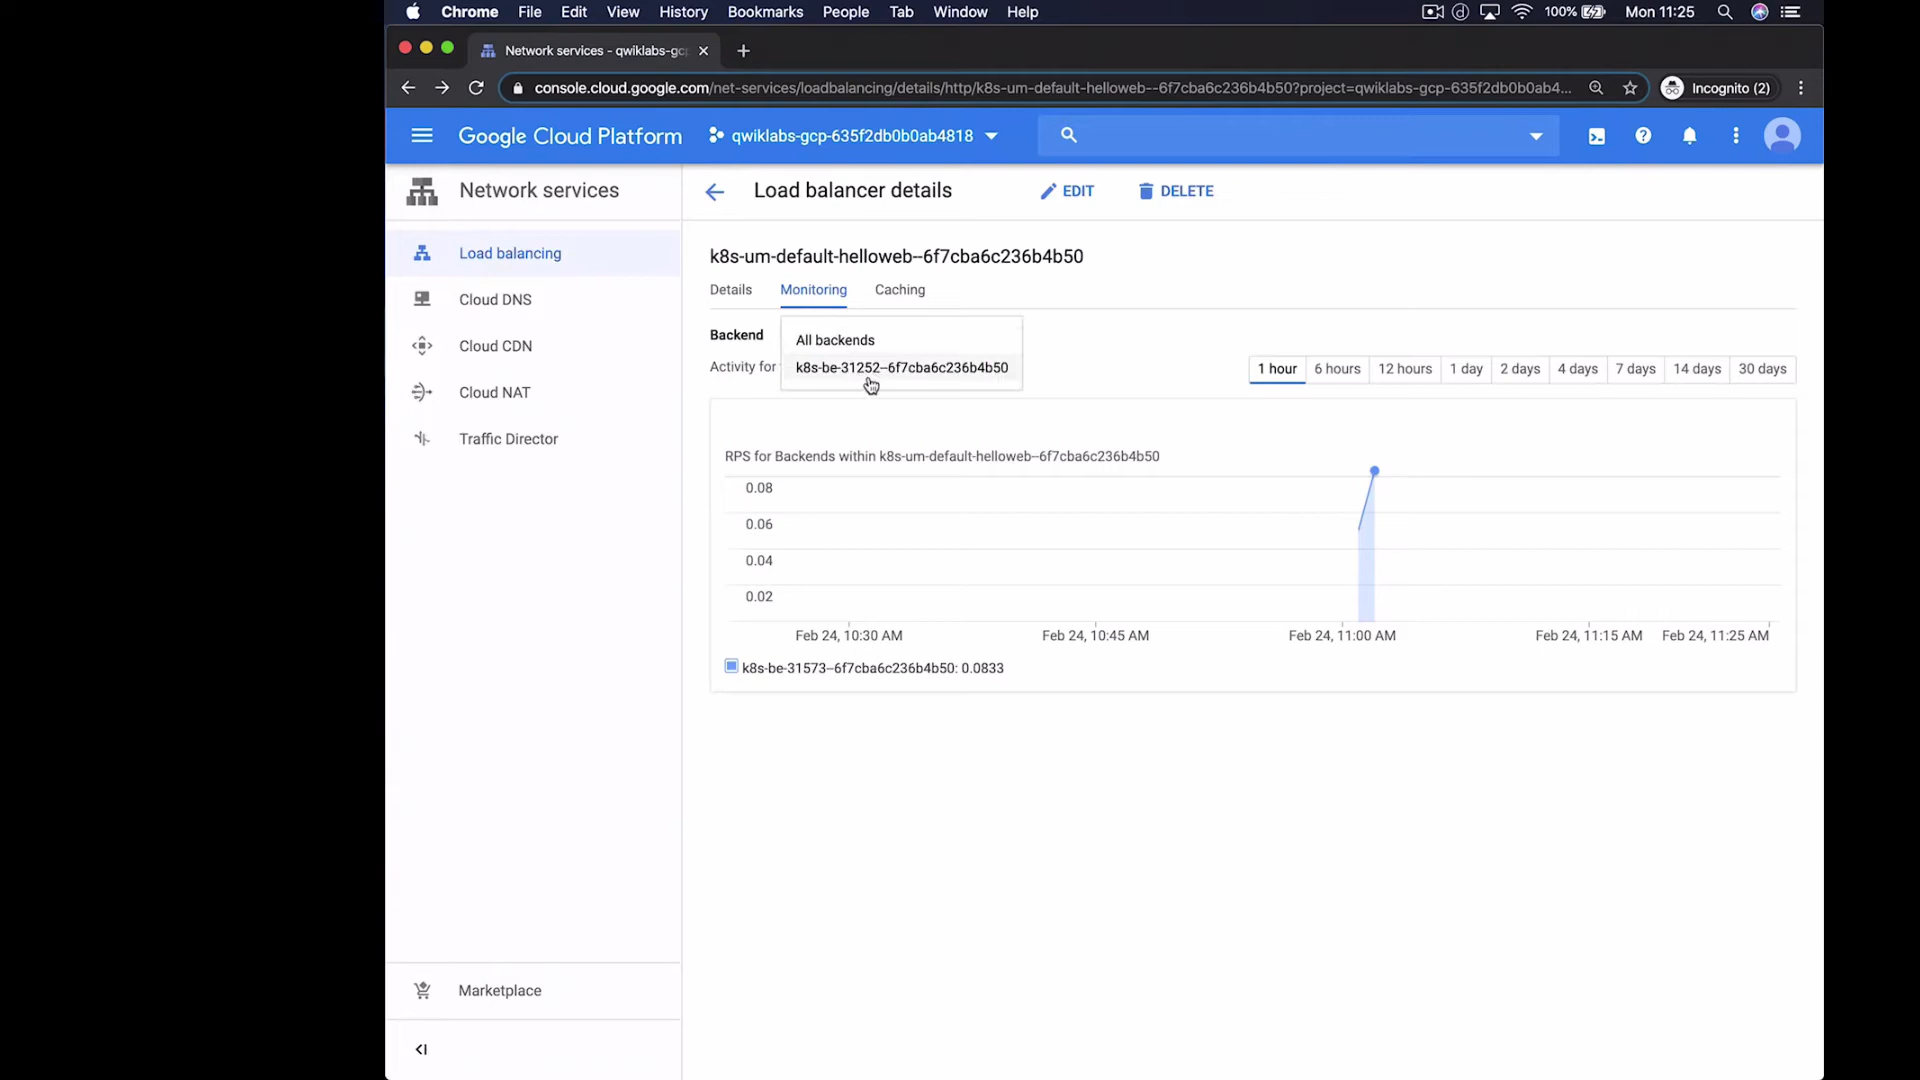 Chrome File Edit View History Bookmarks People Tab Window Help 100% Mon 11:25
Network services - qwiklabs-gc
console.cloud.google.com/net-services/loadbalancing/details/http/k8s-um-default-helloweb--6f7cba6c236b4b50?project=qwiklabs-gcp-635f2db0b0ab4... Incognito (2)
Google Cloud Platform qwiklabs-gcp-635f2db0b0ab4818
Network services
Load balancer details EDIT DELETE
Load balancing
Cloud DNS
Cloud CDN
Cloud NAT
Traffic Director
Marketplace
k8s-um-default-helloweb--6f7cba6c236b4b50
Details Monitoring Caching
Backend
All backends
Activity for
k8s-be-31252--6f7cba6c236b4b50
1 hour 6 hours 12 hours 1 day 2 days 4 days 7 days 14 days 30 days
RPS for Backends within k8s-um-default-helloweb--6f7cba6c236b4b50
0.08
0.06
0.04
0.02
Feb 24, 10:30 AM Feb 24, 10:45 AM Feb 24, 11:00 AM Feb 24, 11:15 AM Feb 24, 11:25 AM
k8s-be-31573--6f7cba6c236b4b50: 0.0833